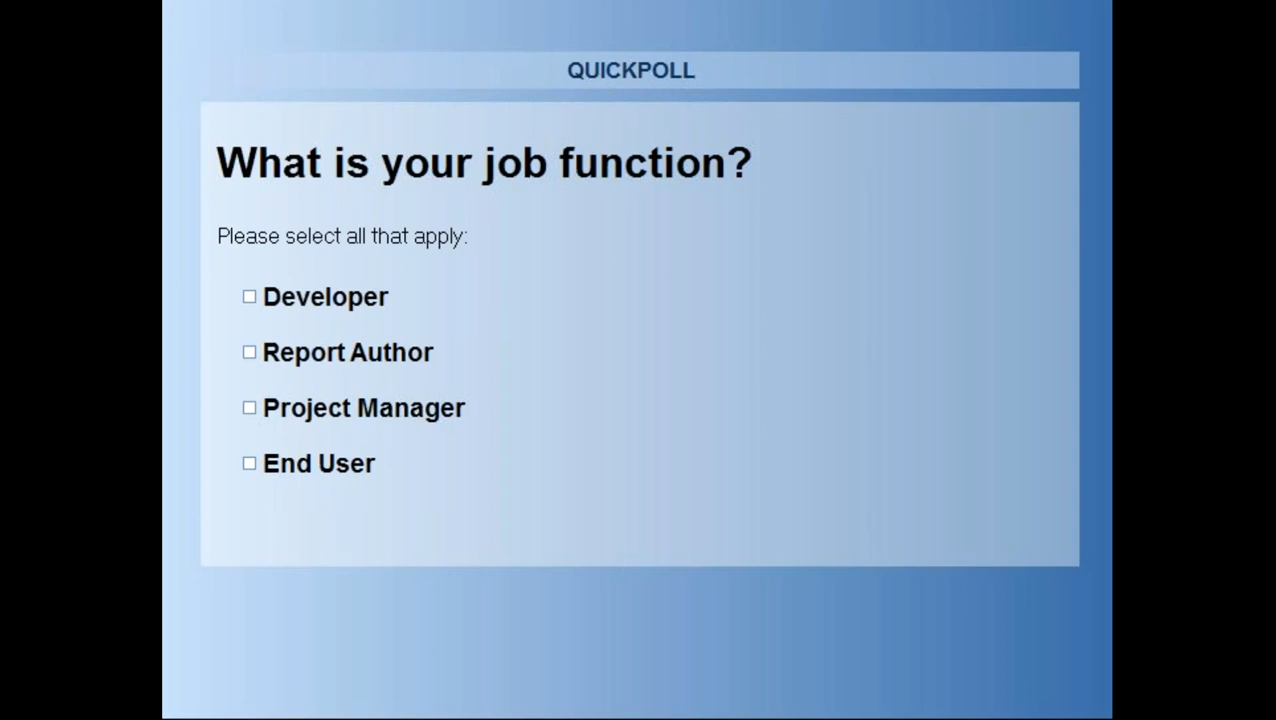 QUICKPOLL
What is your job function?
Please select all that apply:
Developer
Report Author
Project Manager
End User